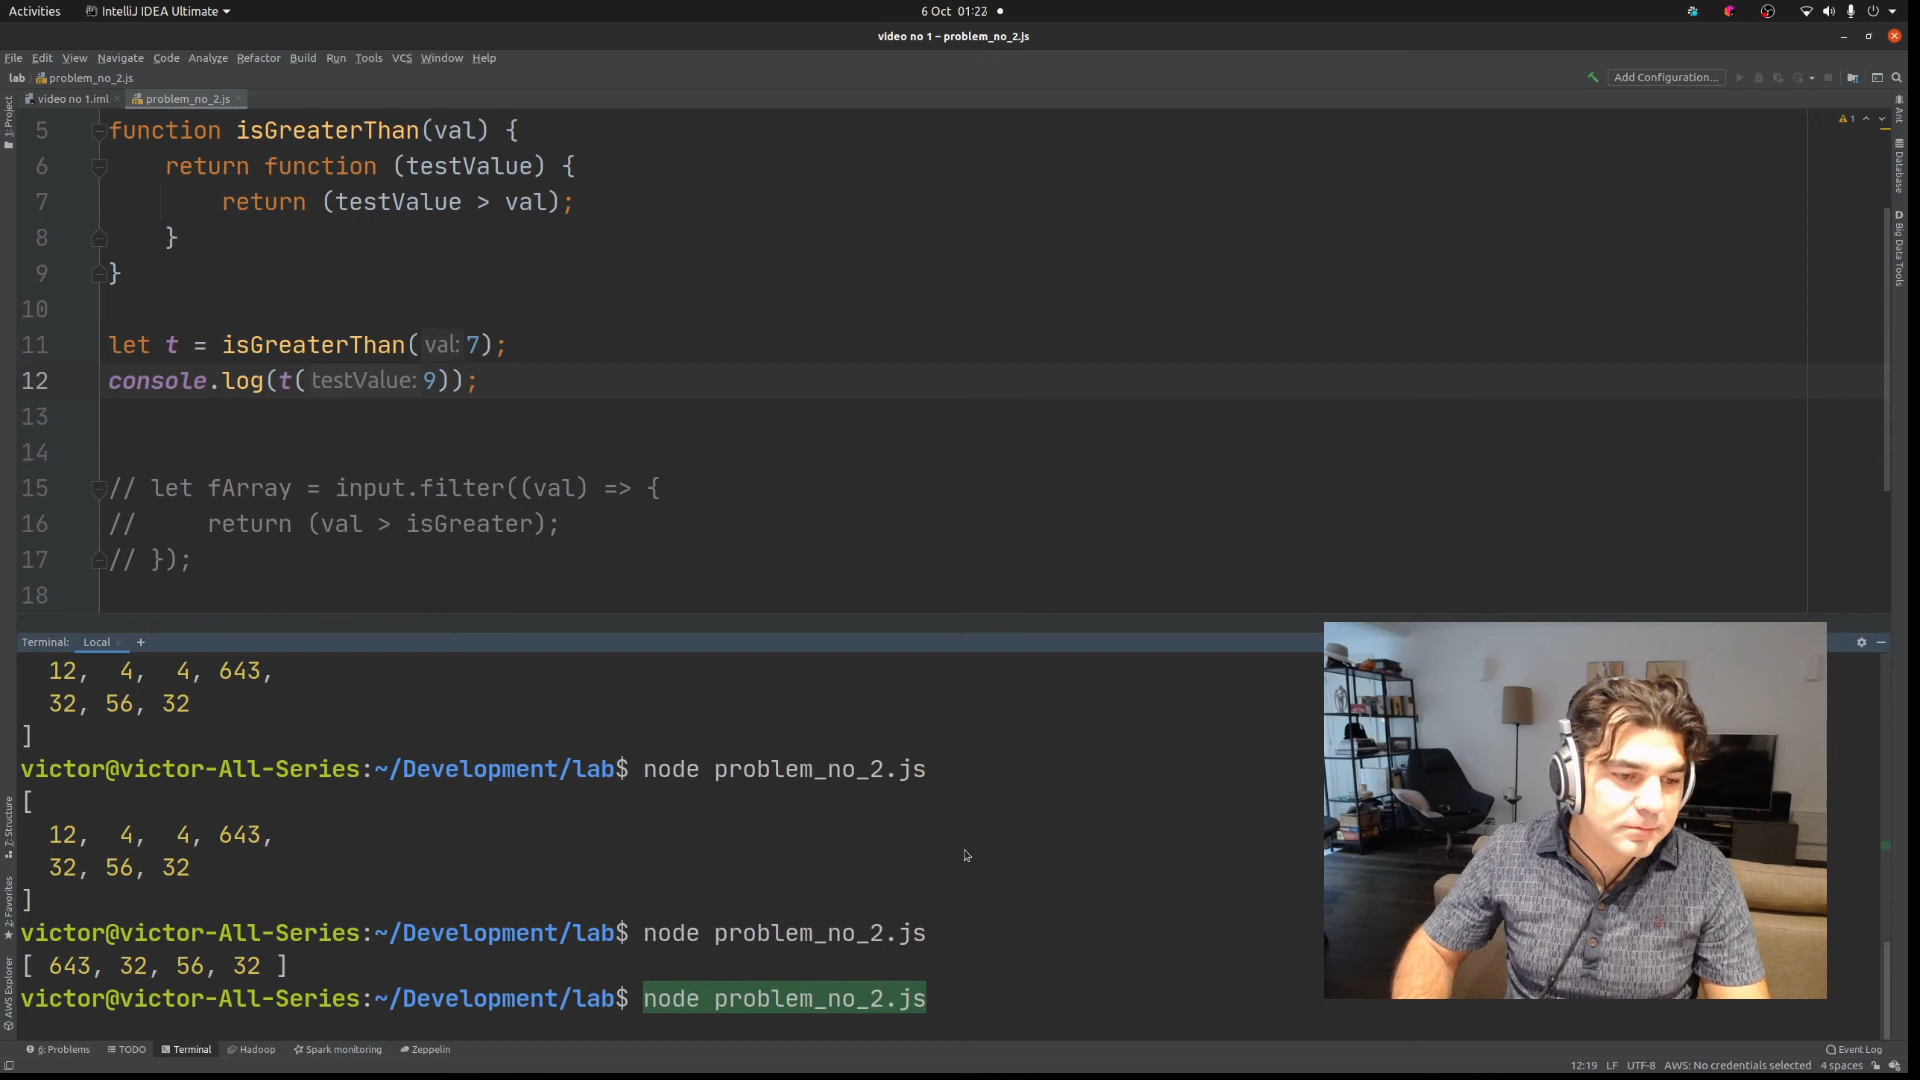 Activities
IntelliJ IDEA Ultimate
6 Oct 01:22
video no 1 – problem_no_2.js
File Edit View Navigate Code Analyze Refactor Build Run Tools VCS Window Help
lab problem_no_2.js
Add Configuration...
video no 1.iml
problem_no_2.js
1: Project
Ant
Database
Big Data Tools
1
5 function isGreaterThan(val) {
6 return function (testValue) {
7 return (testValue > val);
8 }
9 }
10
11 let t = isGreaterThan( val: 7);
12 console.log(t( testValue: 9));
13
14
15 // let fArray = input.filter((val) => {
16 // return (val > isGreater);
17 // });
18
Terminal: Local +
12, 4, 4, 643,
32, 56, 32
]
victor@victor-All-Series:~/Development/lab$ node problem_no_2.js
[
12, 4, 4, 643,
32, 56, 32
]
victor@victor-All-Series:~/Development/lab$ node problem_no_2.js
[ 643, 32, 56, 32 ]
victor@victor-All-Series:~/Development/lab$ node problem_no_2.js
7: Structure
2: Favorites
AWS Explorer
6: Problems TODO Terminal Hadoop Spark monitoring Zeppelin
Event Log
12:19 LF UTF-8 AWS: No credentials selected 4 spaces